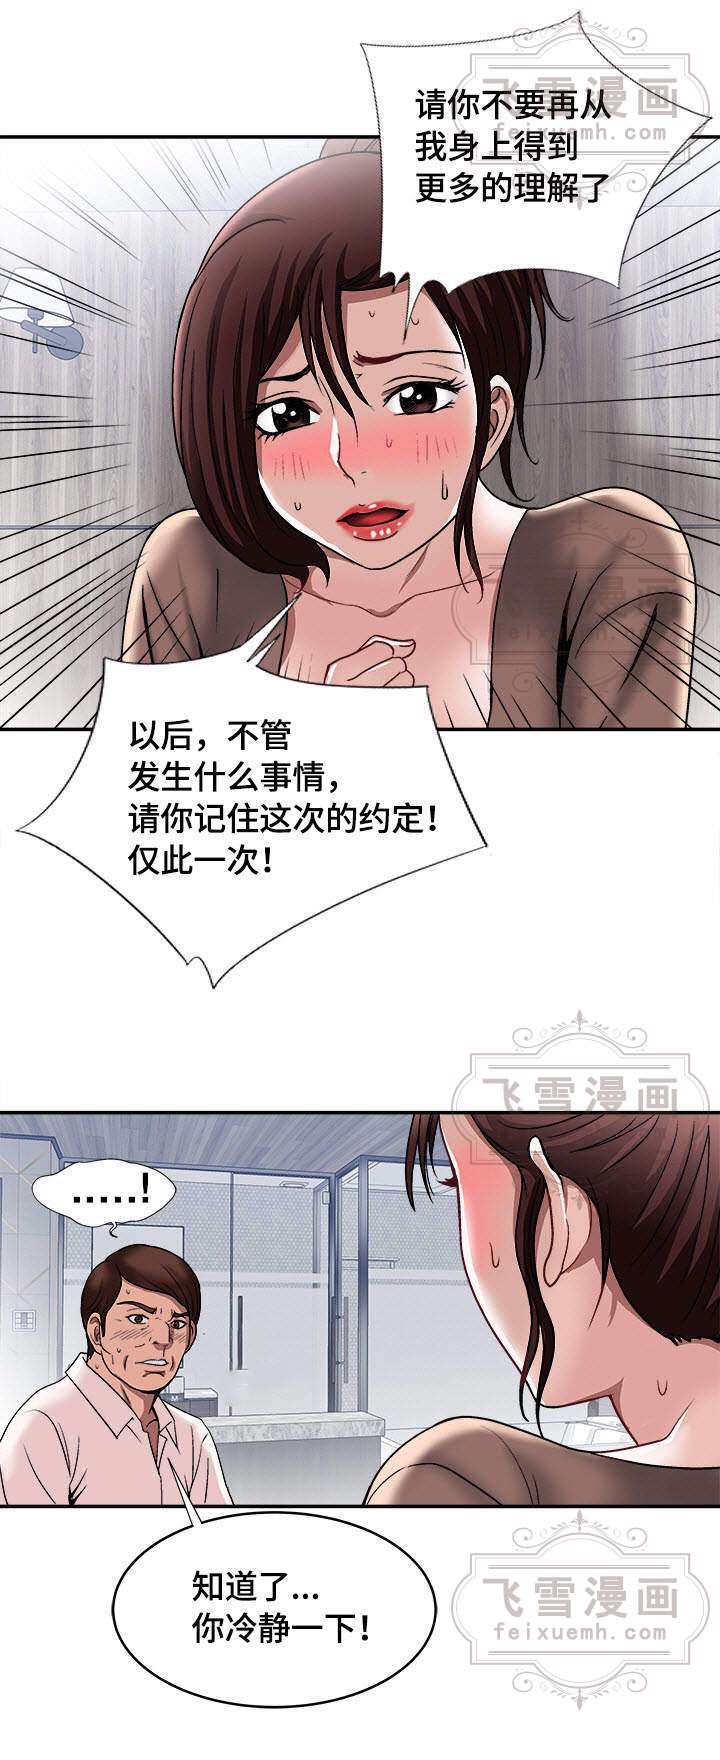 飞雪漫画
feixuemh.com
请你不要再从
我身上得到
更多的理解了
飞雪漫画
feixuemh.com
以后，不管
发生什么事情，
请你记住这次的约定！
仅此一次！
飞雪漫画
……!
知道了…
你冷静一下！
飞雪漫画
feixuemh.com